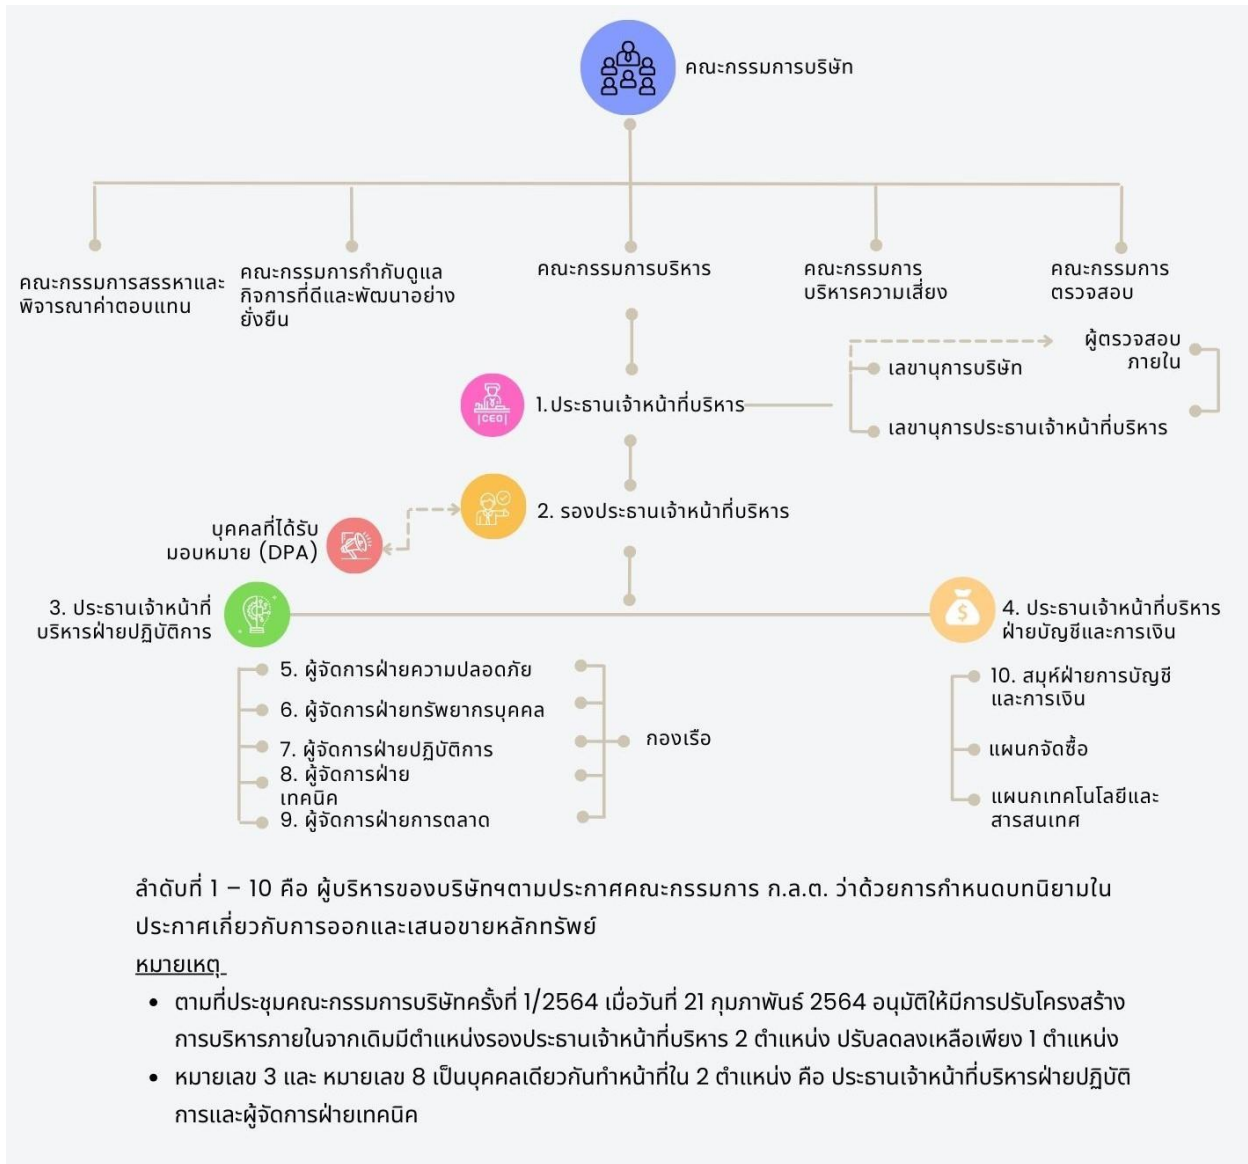 คณะกรรมการบริษัท
คณะกรรมการสรรหาและ
พิจารณาค่าตอบแทน
คณะกรรมการกำกับดูแล
กิจการที่ดีและพัฒนาอย่าง
ยั่งยืน
คณะกรรมการบริหาร
คณะกรรมการ
บริหารความเสี่ยง
คณะกรรมการ
ตรวจสอบ
ผู้ตรวจสอบ
ภายใน
เลขานุการบริษัท
CEO
1.ประธานเจ้าหน้าที่บริหาร
เลขานุการประธานเจ้าหน้าที่บริหาร
2. รองประธานเจ้าหน้าที่บริหาร
บุคคลที่ได้รับ
มอบหมาย (DPA)
3. ประธานเจ้าหน้าที่
บริหารฝ่ายปฏิบัติการ
$
4. ประธานเจ้าหน้าที่บริหาร
ฝ่ายบัญชีและการเงิน
5. ผู้จัดการฝ่ายความปลอดภัย
6. ผู้จัดการฝ่ายทรัพยากรบุคคล
7. ผู้จัดการฝ่ายปฏิบัติการ
8. ผู้จัดการฝ่าย
เทคนิค
9. ผู้จัดการฝ่ายการตลาด
กองเรือ
10. สมุห์ฝ่ายการบัญชี
และการเงิน
แผนกจัดซื้อ
แผนกเทคโนโลยีและ
สารสนเทศ
ลำดับที่ 1 – 10 คือ ผู้บริหารของบริษัทฯตามประกาศคณะกรรมการ ก.ล.ต. ว่าด้วยการกำหนดบทนิยามใน
ประกาศเกี่ยวกับการออกและเสนอขายหลักทรัพย์
หมายเหตุ
• ตามที่ประชุมคณะกรรมการบริษัทครั้งที่ 1/2564 เมื่อวันที่ 21 กุมภาพันธ์ 2564 อนุมัติให้มีการปรับโครงสร้าง
การบริหารภายในจากเดิมมีตำแหน่งรองประธานเจ้าหน้าที่บริหาร 2 ตำแหน่ง ปรับลดลงเหลือเพียง 1 ตำแหน่ง
• หมายเลข 3 และ หมายเลข 8 เป็นบุคคลเดียวกันทำหน้าที่ใน 2 ตำแหน่ง คือ ประธานเจ้าหน้าที่บริหารฝ่ายปฏิบัติ
การและผู้จัดการฝ่ายเทคนิค